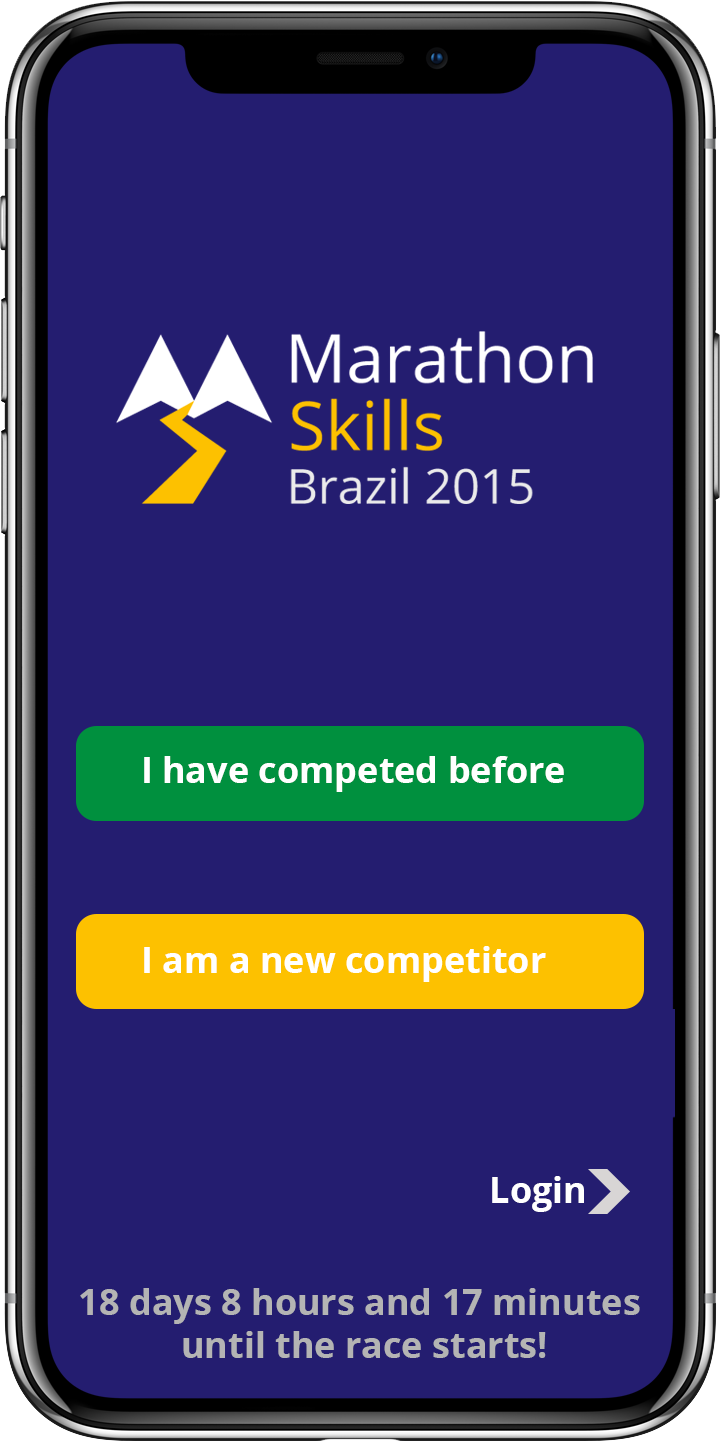 Marathon
Skills
Brazil 2015
I have competed before
I am a new competitor
Login
18 days 8 hours and 17 minutes
until the race starts!